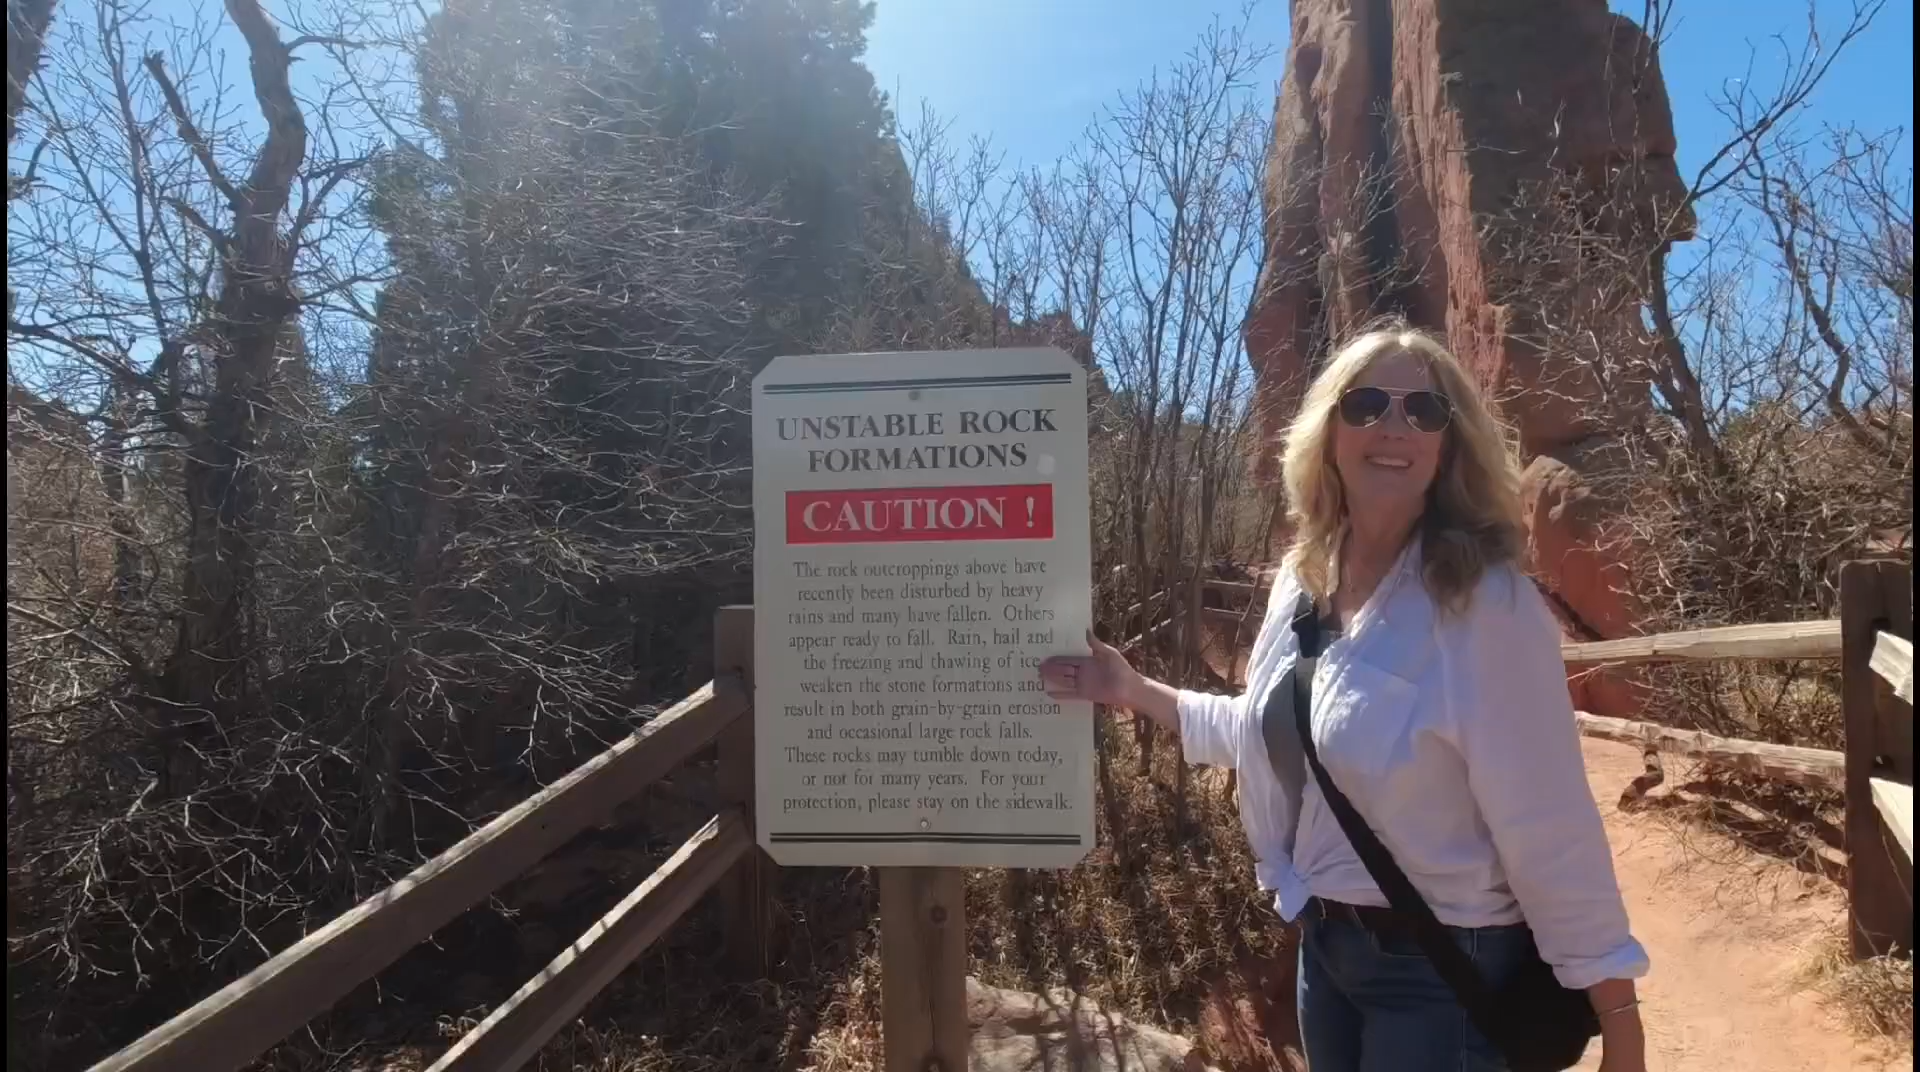 UNSTABLE ROCK
FORMATIONS
CAUTION !
The rock outcroppings above have
recently been disturbed by heavy
rains and many have fallen. Others
appear ready to fall. Rain, hail and
the freezing and thawing of ice
weaken the stone formations and
result in both grain-by-grain erosion
and occasional large rock falls.
These rocks may tumble down today,
or not for many years. For your
protection, please stay on the sidewalk.